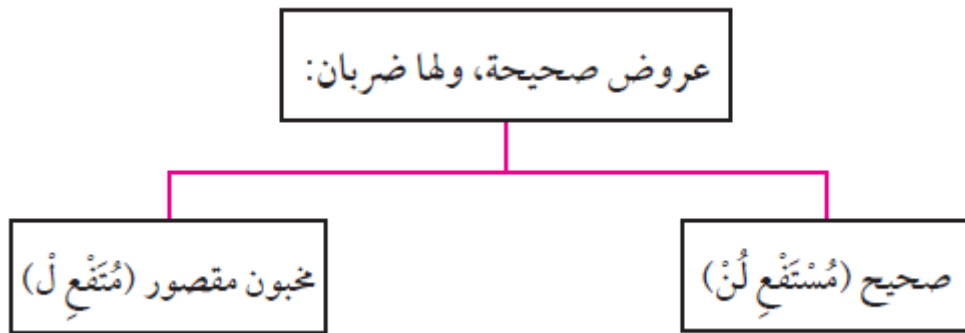 عروض صحيحة، ولها ضربان:
صحيح (مُسْتَفْعِ لُنْ)
مخبون مقصور (مُتَفْعِ لْ)